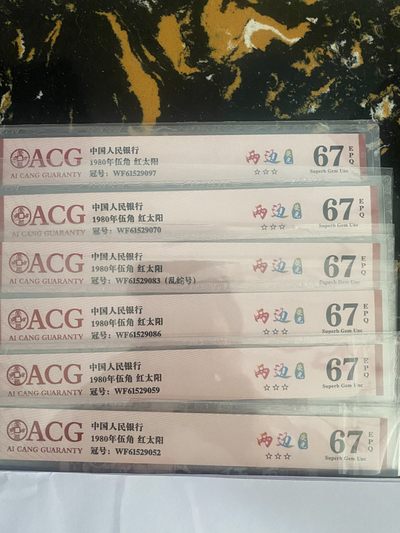 ACG
AI CANG GUARANTY
中国人民银行
1980年伍角 红太阳
冠号: WF61529097
两边
☆☆☆
67
EPQ
Superb Gem Unc
ACG
AI CANG GUARANTY
中国人民银行
1980年伍角 红太阳
冠号: WF61529070
两边
☆☆☆
67
EPQ
Superb Gem Unc
ACG
AI CANG GUARANTY
中国人民银行
1980年伍角 红太阳
冠号: WF61529083 (乱蛇号)
两边
☆☆☆
67
EPQ
Superb Gem Unc
ACG
AI CANG GUARANTY
中国人民银行
1980年伍角 红太阳
冠号: WF61529086
两边
☆☆☆
67
EPQ
Superb Gem Unc
ACG
AI CANG GUARANTY
中国人民银行
1980年伍角 红太阳
冠号: WF61529059
两边
☆☆☆
67
EPQ
Superb Gem Unc
ACG
AI CANG GUARANTY
中国人民银行
1980年伍角 红太阳
冠号: WF61529052
两边
☆☆☆
67
EPQ
Superb Gem Unc